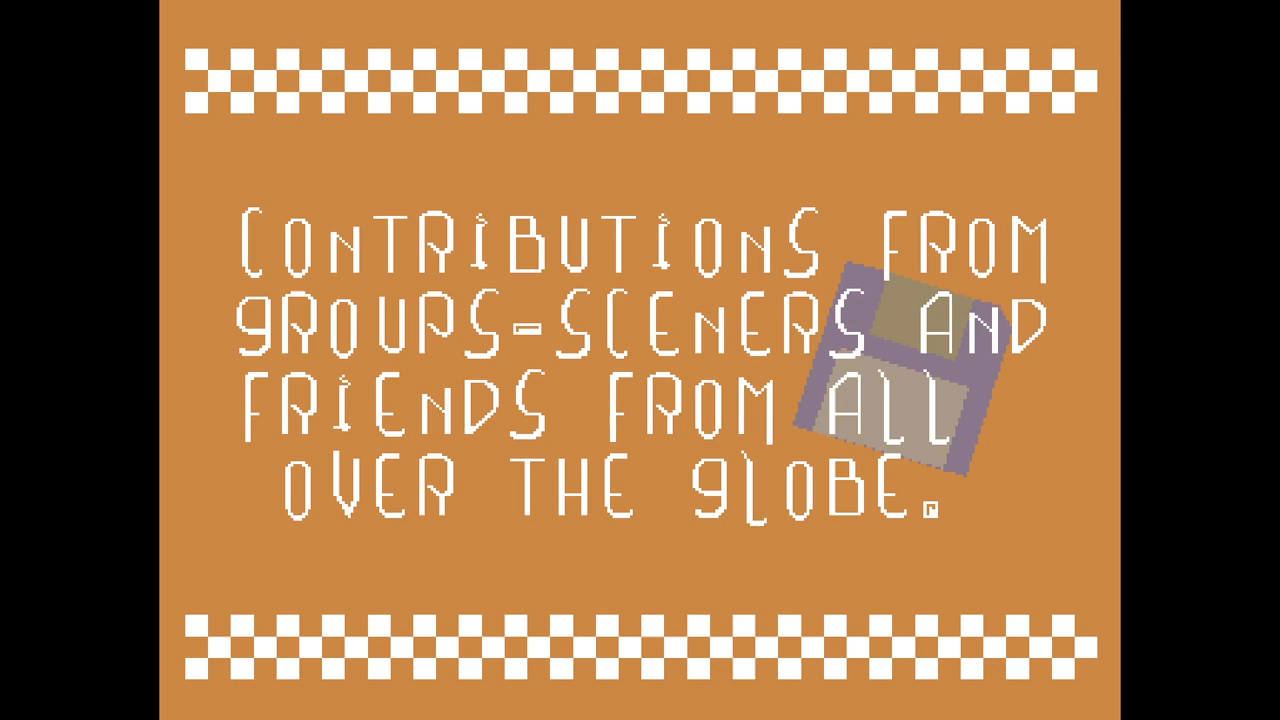 CONTRIBUTIONS FROM
GROUPS-SCENERS AND
FRIENDS FROM ALL
OVER THE GLOBE.